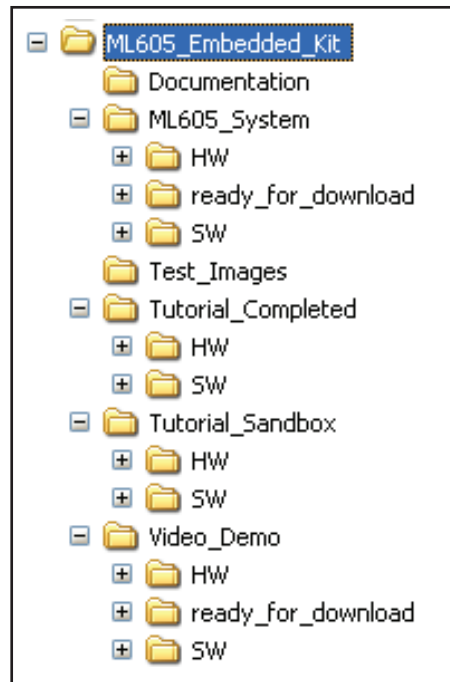 ML605_Embedded_Kit
Documentation
ML605_System
HW
ready_for_download
SW
Test_Images
Tutorial_Completed
HW
SW
Tutorial_Sandbox
HW
SW
Video_Demo
HW
ready_for_download
SW